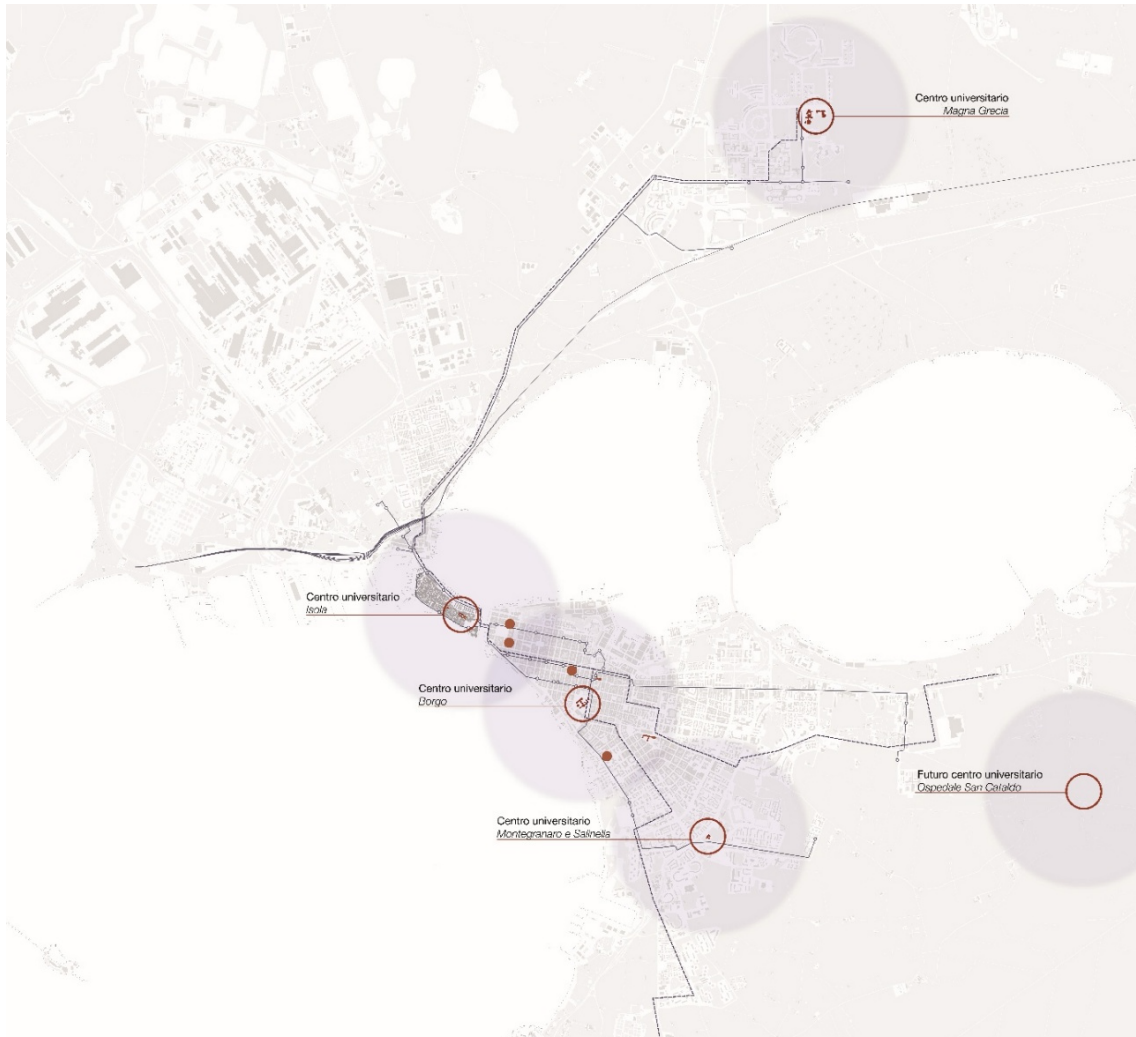 Centro universitario
Magna Grecia
Centro universitario
Isola
Centro universitario
Borgo
Futuro centro universitario
Ospedale San Cataldo
Centro universitario
Montegranaro e Salinella